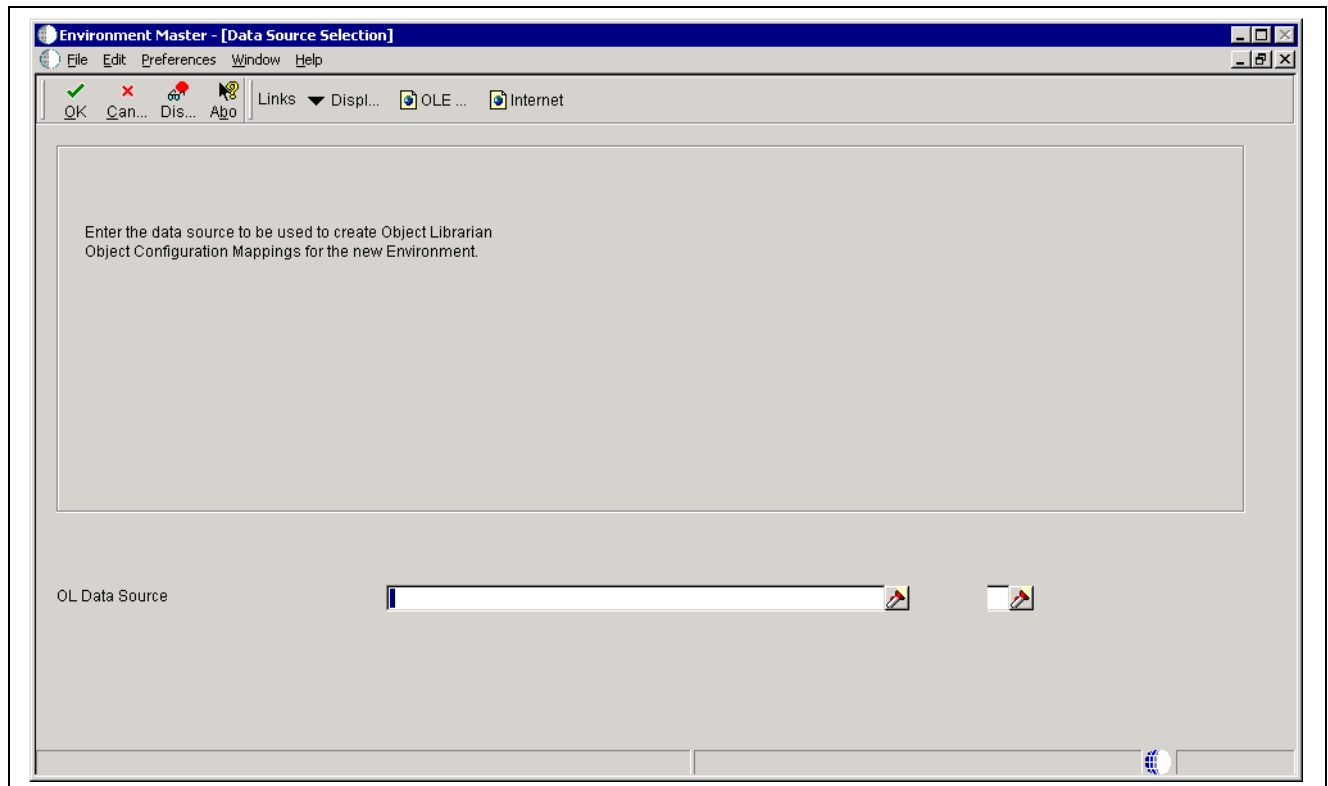 Environment Master - [Data Source Selection]
File Edit Preferences Window Help
OK Can... Dis... Abo Links Displ... OLE ... Internet
Enter the data source to be used to create Object Librarian
Object Configuration Mappings for the new Environment.
OL Data Source